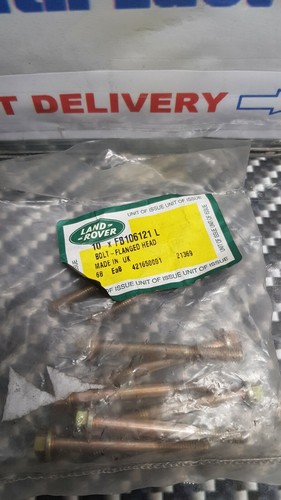 T DELIVERY
UNIT OF ISSUE UNIT OF ISSUE
LAND
ROVER
10 x FB106121 L
BOLT - FLANGED HEAD
MADE IN UK
68 EaB 421650001 21369
OF ISSUE UNIT OF ISSUE UNIT OF ISSUE
UNIT OF ISSUE